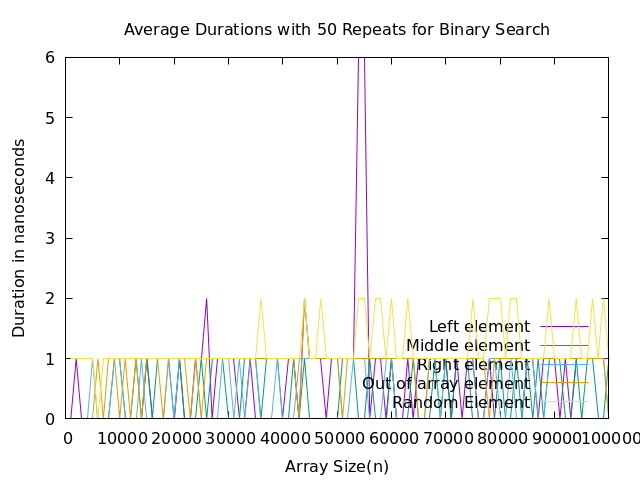 Average Durations with 50 Repeats for Binary Search
Duration in nanoseconds
6
5
4
3
2
1
0
Left element
Middle element
Right element
Out of array element
Random Element
0 10000 20000 30000 40000 50000 60000 70000 80000 90000 100000
Array Size(n)